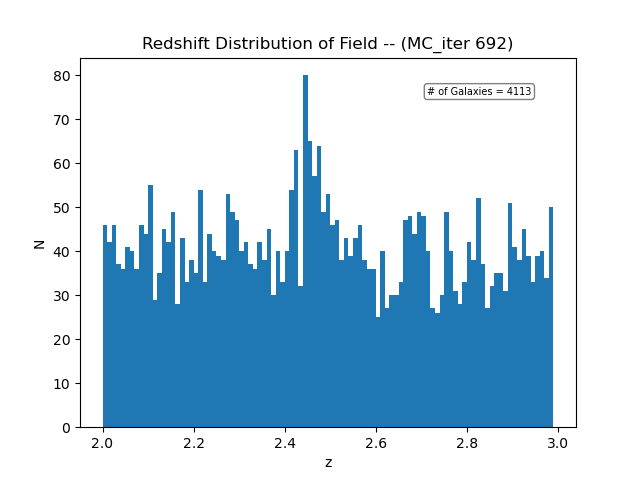 Redshift Distribution of Field -- (MC_iter 692)
# of Galaxies = 4113
80
70
60
50
40
30
20
10
0
N
2.0 2.2 2.4 2.6 2.8 3.0
z